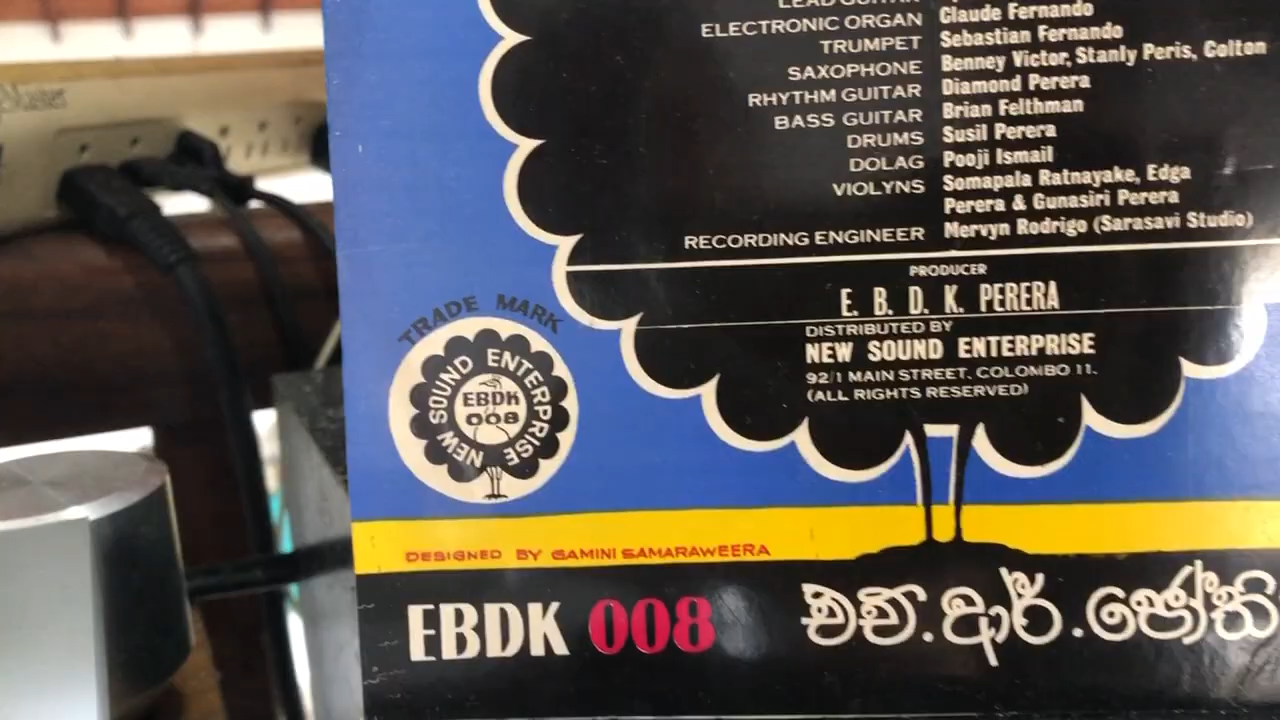 LEAD GUITAR
ELECTRONIC ORGAN Claude Fernando
TRUMPET Sebastian Fernando
SAXOPHONE Benney Victor, Stanly Peris, Colton
RHYTHM GUITAR Diamond Perera
BASS GUITAR Brian Felthman
DRUMS Susil Perera
DOLAG Pooji Ismail
VIOLYNS Somapala Ratnayake, Edga
Perera & Gunasiri Perera
RECORDING ENGINEER Mervyn Rodrigo (Sarasavi Studio)
PRODUCER
E. B. D. K. PERERA
DISTRIBUTED BY
NEW SOUND ENTERPRISE
92/1 MAIN STREET, COLOMBO 11.
(ALL RIGHTS RESERVED)
TRADE MARK
NEW SOUND ENTERPRISE
EBDK
008
DESIGNED BY GAMINI SAMARAWEERA
EBDK 008 එච්.ආර්.ජෝති